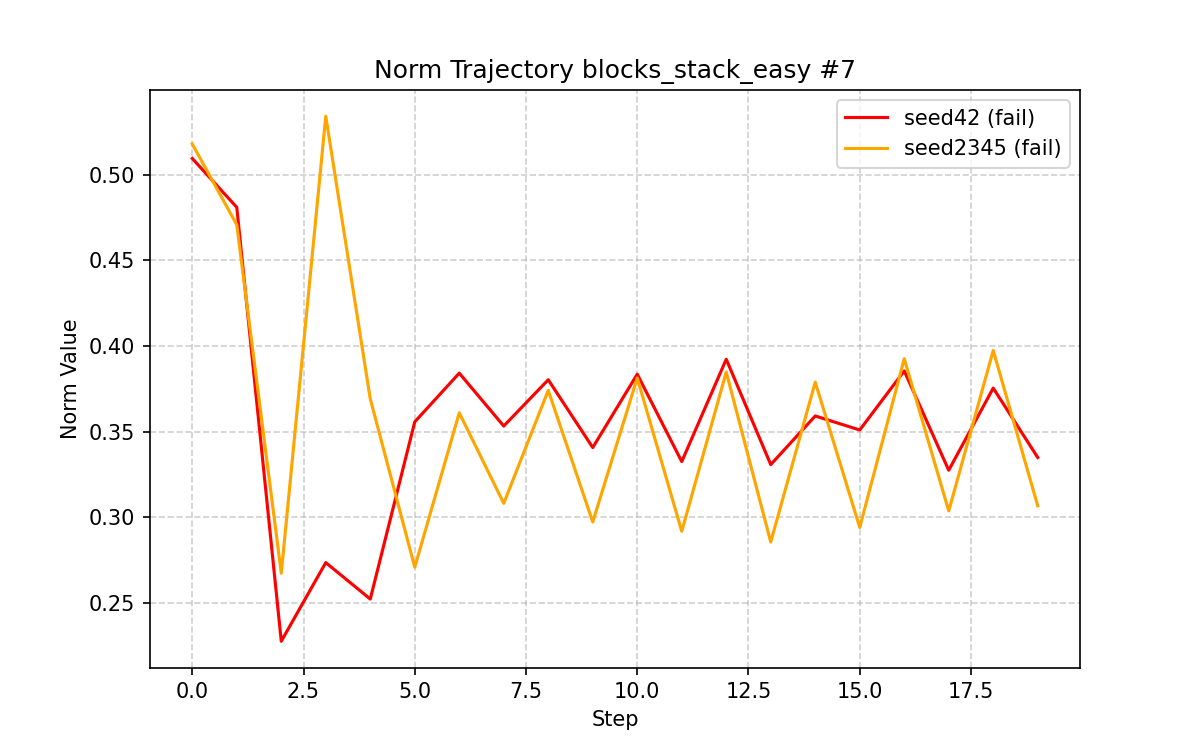 Norm Trajectory blocks_stack_easy #7
seed42 (fail)
seed2345 (fail)
Norm Value
0.50
0.45
0.40
0.35
0.30
0.25
0.0 2.5 5.0 7.5 10.0 12.5 15.0 17.5
Step